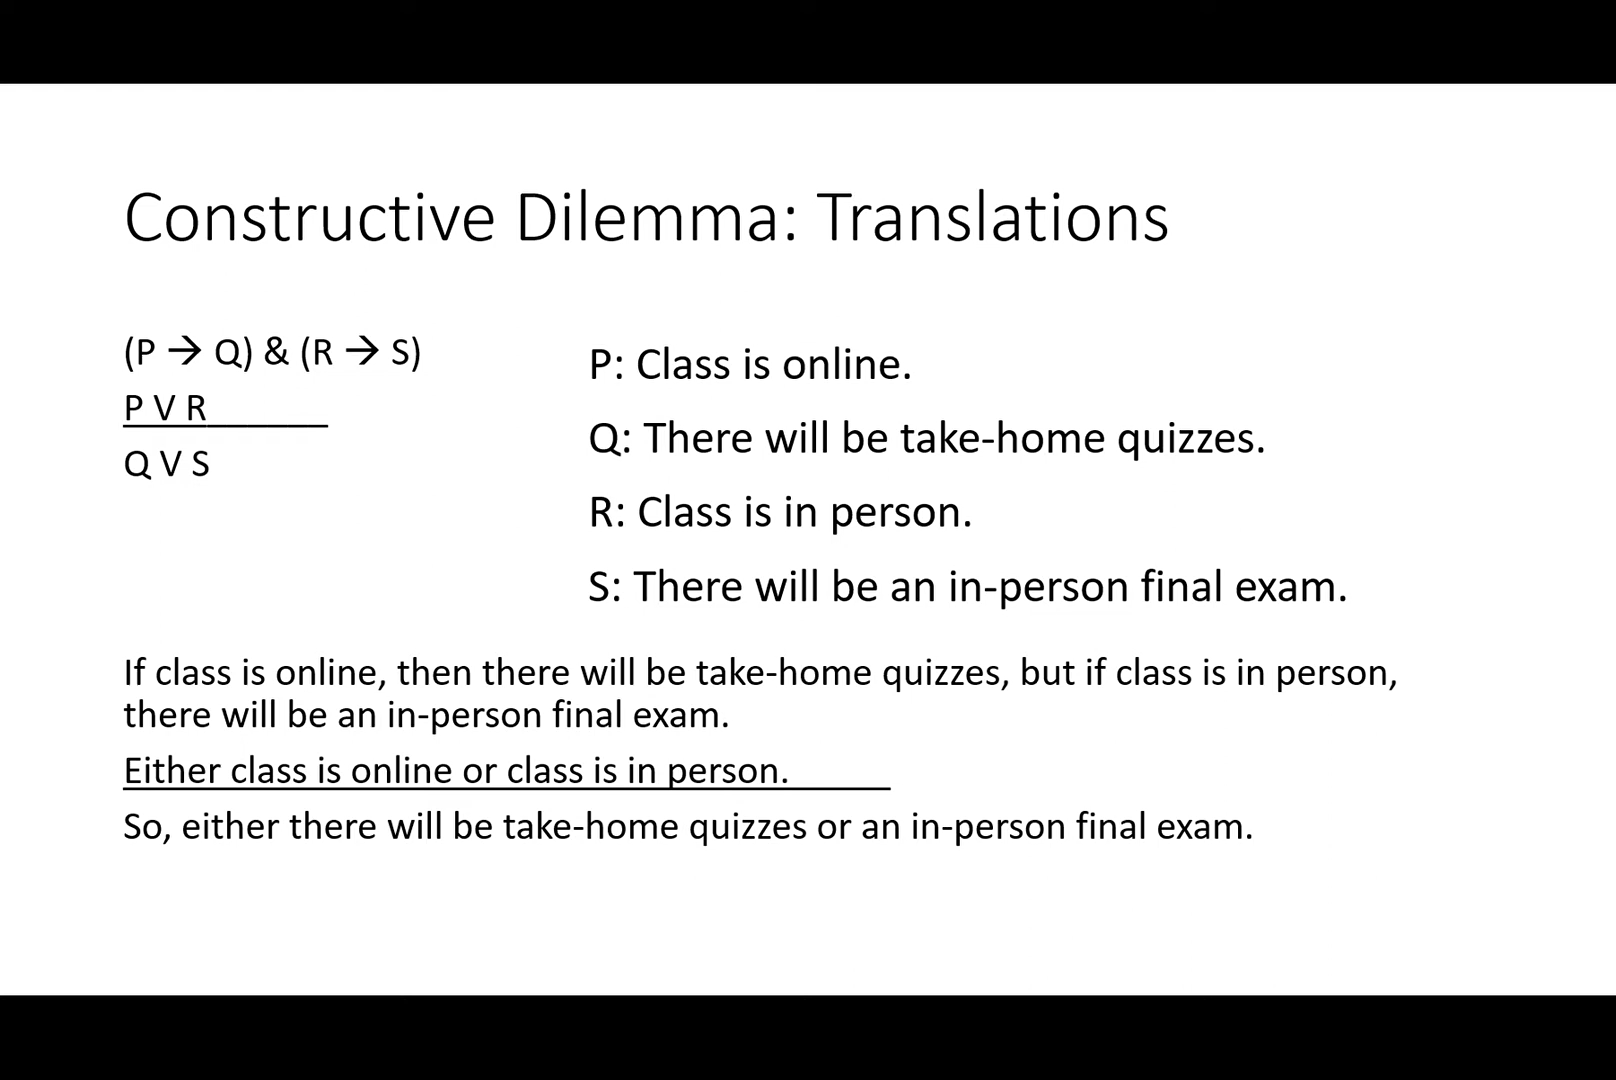 Constructive Dilemma: Translations
(P → Q) & (R → S)
P V R
Q V S
P: Class is online.
Q: There will be take-home quizzes.
R: Class is in person.
S: There will be an in-person final exam.
If class is online, then there will be take-home quizzes, but if class is in person,
there will be an in-person final exam.
Either class is online or class is in person.
So, either there will be take-home quizzes or an in-person final exam.